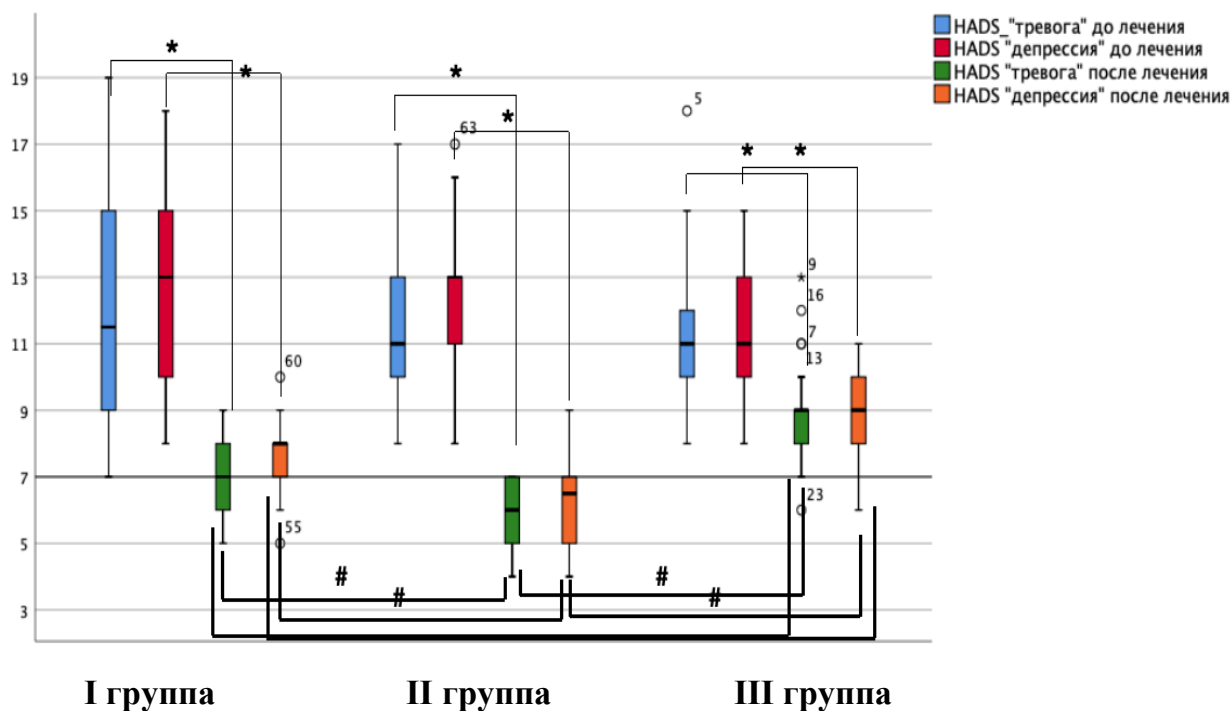 HADS_"тревога" до лечения
HADS "депрессия" до лечения
HADS "тревога" после лечения
HADS "депрессия" после лечения
* * * * * *
19
17
15
13
11
9
7
5
3
60
55
63
5
9
16
7
13
23
# # # #
I группа II группа III группа